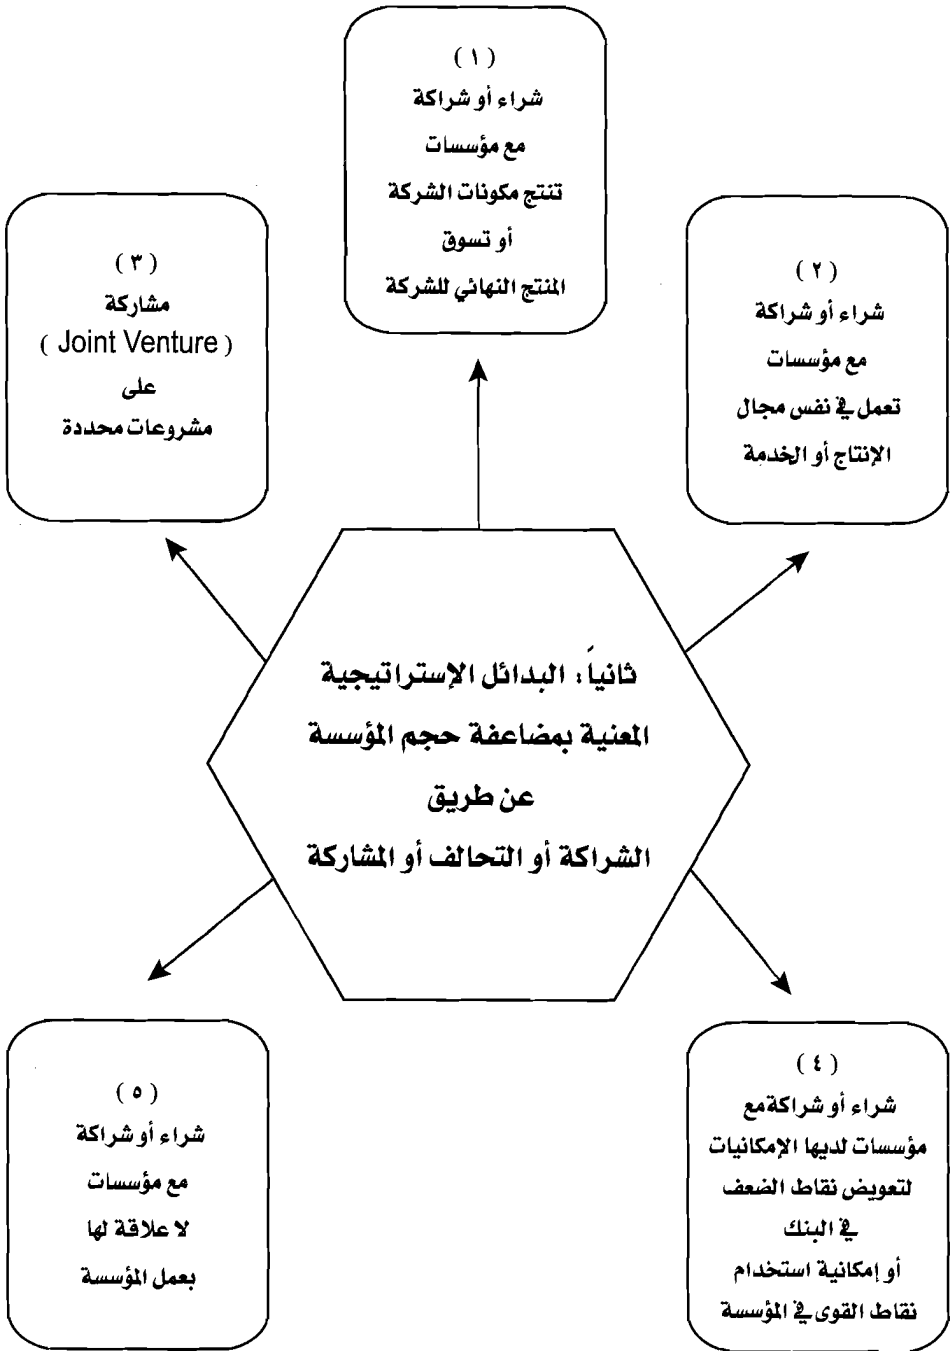 ( ١ )
شراء أو شراكة
مع مؤسسات
تنتج مكونات الشركة
أو تسوق
المنتج النهائي للشركة
( ٢ )
شراء أو شراكة
مع مؤسسات
تعمل في نفس مجال
الإنتاج أو الخدمة
( ٣ )
مشاركة
( Joint Venture )
على
مشروعات محددة
ثانياً : البدائل الإستراتيجية
المعنية بمضاعفة حجم المؤسسة
عن طريق
الشراكة أو التحالف أو المشاركة
( ٤ )
شراء أو شراكة مع
مؤسسات لديها الإمكانيات
لتعويض نقاط الضعف
في البنك
أو إمكانية استخدام
نقاط القوى في المؤسسة
( ٥ )
شراء أو شراكة
مع مؤسسات
لا علاقة لها
بعمل المؤسسة